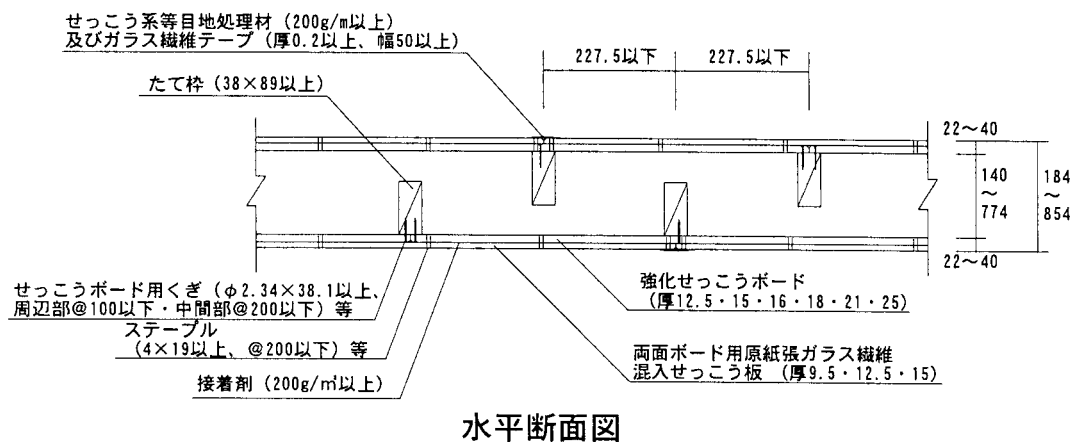 せっこう系等目地処理材(200g/m以上)
及びガラス繊維テープ(厚0.2以上、幅50以上)
たて枠(38×89以上)
227.5以下
227.5以下
22～40
140
～
774
184
～
854
22～40
せっこうボード用くぎ(φ2.34×38.1以上、
周辺部@100以下・中間部@200以下)等
ステープル
(4×19以上、@200以下)等
接着剤(200g/㎡以上)
強化せっこうボード
(厚12.5・15・16・18・21・25)
両面ボード用原紙張ガラス繊維
混入せっこう板 (厚9.5・12.5・15)
水平断面図